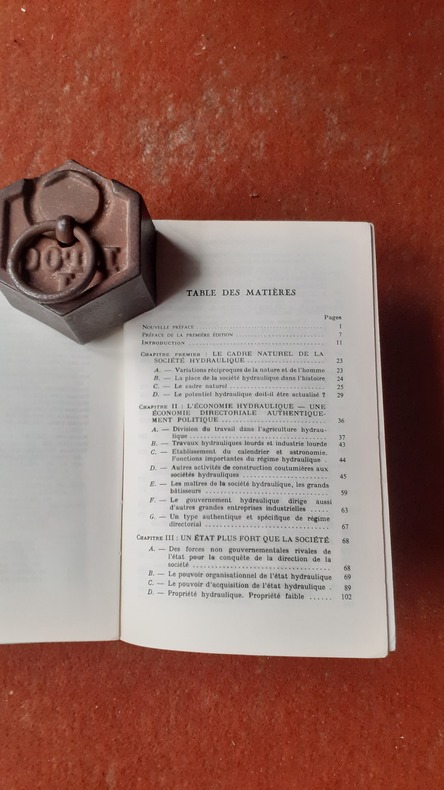 TABLE DES MATIÈRES
Pages
NOUVELLE PRÉFACE 1
PRÉFACE DE LA PREMIÈRE ÉDITION 7
INTRODUCTION 11
CHAPITRE PREMIER : LE CADRE NATUREL DE LA
SOCIÉTÉ HYDRAULIQUE 23
A. — Variations réciproques de la nature et de l'homme 23
B. — La place de la société hydraulique dans l'histoire 24
C. — Le cadre naturel 25
D. — Le potentiel hydraulique doit-il être actualisé ? 29
CHAPITRE II : L'ÉCONOMIE HYDRAULIQUE — UNE
ÉCONOMIE DIRECTORIALE AUTHENTIQUE-
MENT POLITIQUE 36
A. — Division du travail dans l'agriculture hydrau-
lique 37
B. — Travaux hydrauliques lourds et industrie lourde 43
C. — Etablissement du calendrier et astronomie.
Fonctions importantes du régime hydraulique . 44
D. — Autres activités de construction coutumières aux
sociétés hydrauliques 45
E. — Les maîtres de la société hydraulique, les grands
bâtisseurs 59
F. — Le gouvernement hydraulique dirige aussi
d'autres grandes entreprises industrielles 63
G. — Un type authentique et spécifique de régime
directorial 67
CHAPITRE III : UN ÉTAT PLUS FORT QUE LA SOCIÉTÉ 68
A. — Des forces non gouvernementales rivales de
l'état pour la conquête de la direction de la
société 68
B. — Le pouvoir organisationnel de l'état hydraulique 69
C. — Le pouvoir d'acquisition de l'état hydraulique . 89
D. — Propriété hydraulique. Propriété faible ...... 102